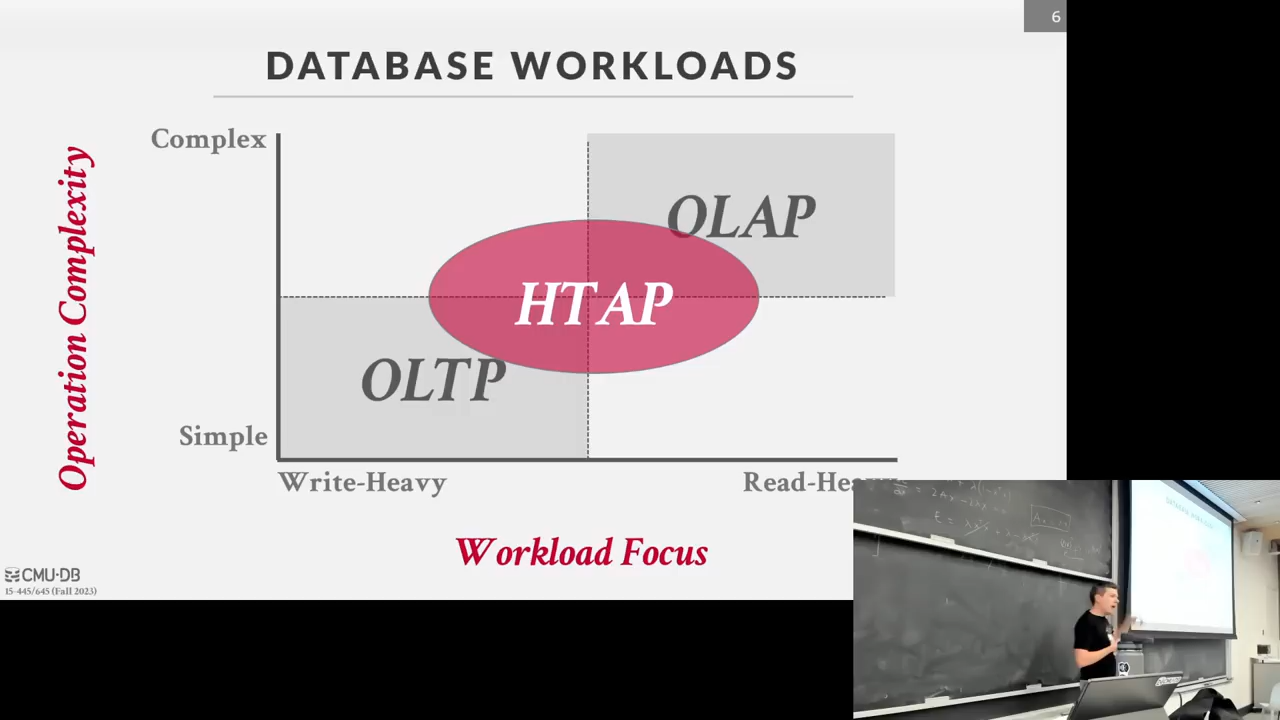 6
DATABASE WORKLOADS
Complex
OLAP
HTAP
OLTP
Operation Complexity
Simple
Write-Heavy
Workload Focus
CMU·DB
15-445/645 (Fall 2023)